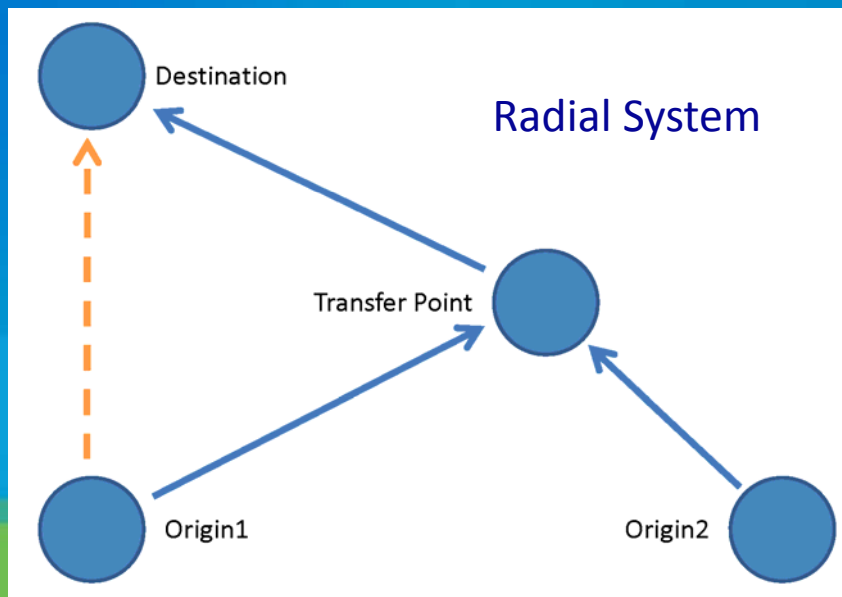 Destination
Radial System
Transfer Point
Origin1
Origin2